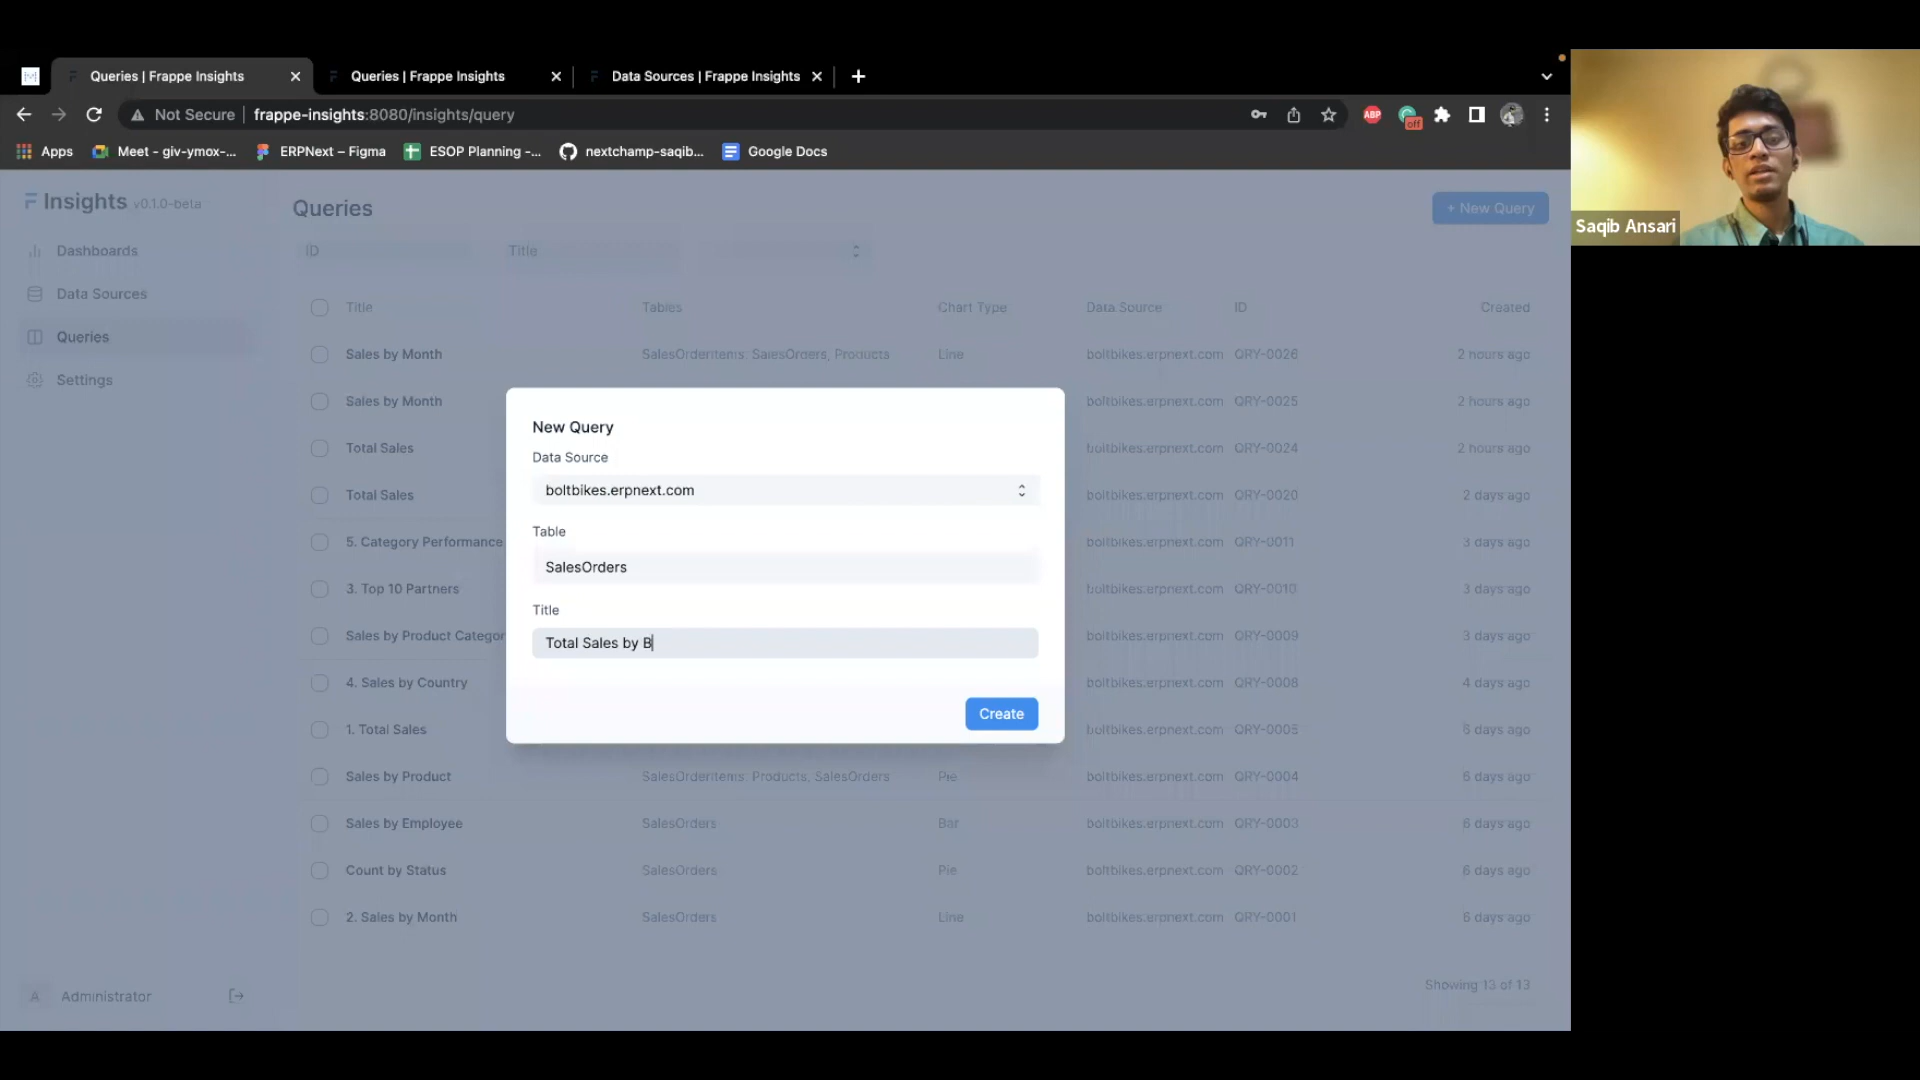 Queries | Frappe Insights
Queries | Frappe Insights
Data Sources | Frappe Insights
Not Secure
frappe-insights:8080/insights/query
ABP
off
Apps
Meet - giv-ymox-...
ERPNext – Figma
ESOP Planning -...
nextchamp-saqib...
Google Docs
Saqib Ansari
Insights v0.1.0-beta
Queries
+ New Query
Dashboards
ID
Title
Data Sources
Title
Tables
Chart Type
Data Source
ID
Created
Queries
Sales by Month
SalesOrderItems, SalesOrders, Products
Line
boltbikes.erpnext.com
QRY-0026
2 hours ago
Settings
Sales by Month
boltbikes.erpnext.com
QRY-0025
2 hours ago
Total Sales
boltbikes.erpnext.com
QRY-0024
2 hours ago
Total Sales
boltbikes.erpnext.com
QRY-0020
2 days ago
5. Category Performance
boltbikes.erpnext.com
QRY-0011
3 days ago
3. Top 10 Partners
boltbikes.erpnext.com
QRY-0010
3 days ago
Sales by Product Categor
boltbikes.erpnext.com
QRY-0009
3 days ago
4. Sales by Country
boltbikes.erpnext.com
QRY-0008
4 days ago
1. Total Sales
boltbikes.erpnext.com
QRY-0005
6 days ago
Sales by Product
SalesOrderItems, Products, SalesOrders
Pie
boltbikes.erpnext.com
QRY-0004
6 days ago
Sales by Employee
SalesOrders
Bar
boltbikes.erpnext.com
QRY-0003
6 days ago
Count by Status
SalesOrders
Pie
boltbikes.erpnext.com
QRY-0002
6 days ago
2. Sales by Month
SalesOrders
Line
boltbikes.erpnext.com
QRY-0001
6 days ago
New Query
Data Source
boltbikes.erpnext.com
Table
SalesOrders
Title
Total Sales by B
Create
A
Administrator
Showing 13 of 13